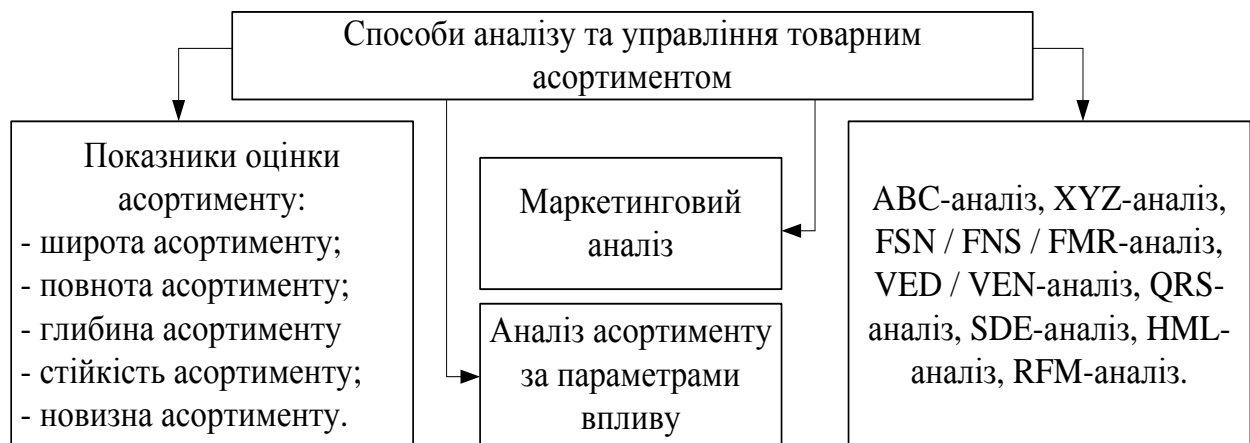 Способи аналізу та управління товарним
асортиментом
Показники оцінки
асортименту:
- широта асортименту;
- повнота асортименту;
- глибина асортименту
- стійкість асортименту;
- новизна асортименту.
Маркетинговий
аналіз
Аналіз асортименту
за параметрами
впливу
ABC-аналіз, XYZ-аналіз,
FSN / FNS / FMR-аналіз,
VED / VEN-аналіз, QRS-
аналіз, SDE-аналіз, HML-
аналіз, RFM-аналіз.